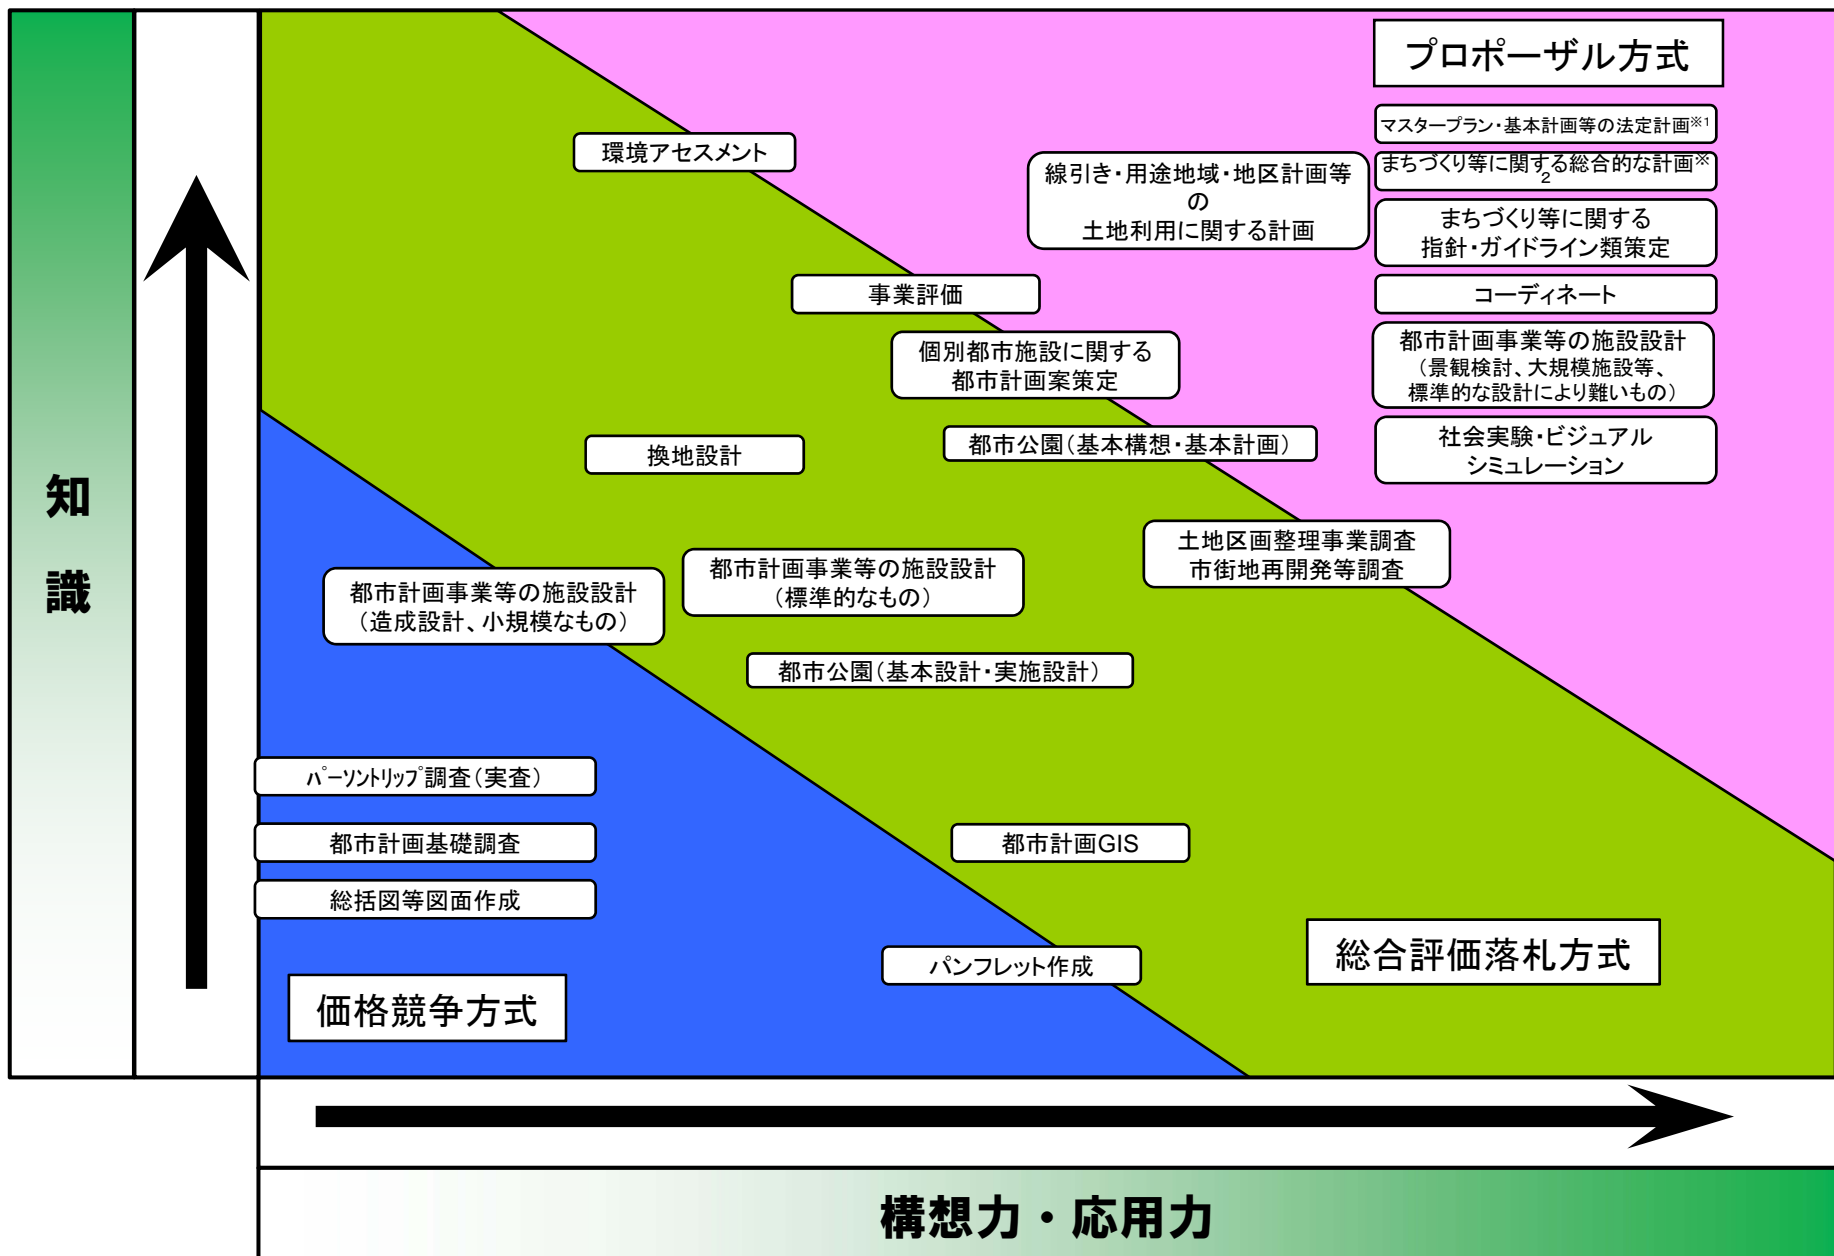 プロポーザル方式
マスタープラン・基本計画等の法定計画※1
まちづくり等に関する総合的な計画※
2
線引き・用途地域・地区計画等
の
土地利用に関する計画
まちづくり等に関する
指針・ガイドライン類策定
コーディネート
都市計画事業等の施設設計
（景観検討、大規模施設等、
標準的な設計により難いもの）
社会実験・ビジュアル
シミュレーション
環境アセスメント
事業評価
個別都市施設に関する
都市計画案策定
都市公園（基本構想・基本計画）
換地設計
土地区画整理事業調査
市街地再開発等調査
都市計画事業等の施設設計
（標準的なもの）
都市計画事業等の施設設計
（造成設計、小規模なもの）
都市公園（基本設計・実施設計）
ﾊﾟｰｿﾝﾄﾘｯﾌﾟ調査（実査）
都市計画基礎調査
総括図等図面作成
都市計画GIS
パンフレット作成
総合評価落札方式
価格競争方式
知
識
構想力・応用力